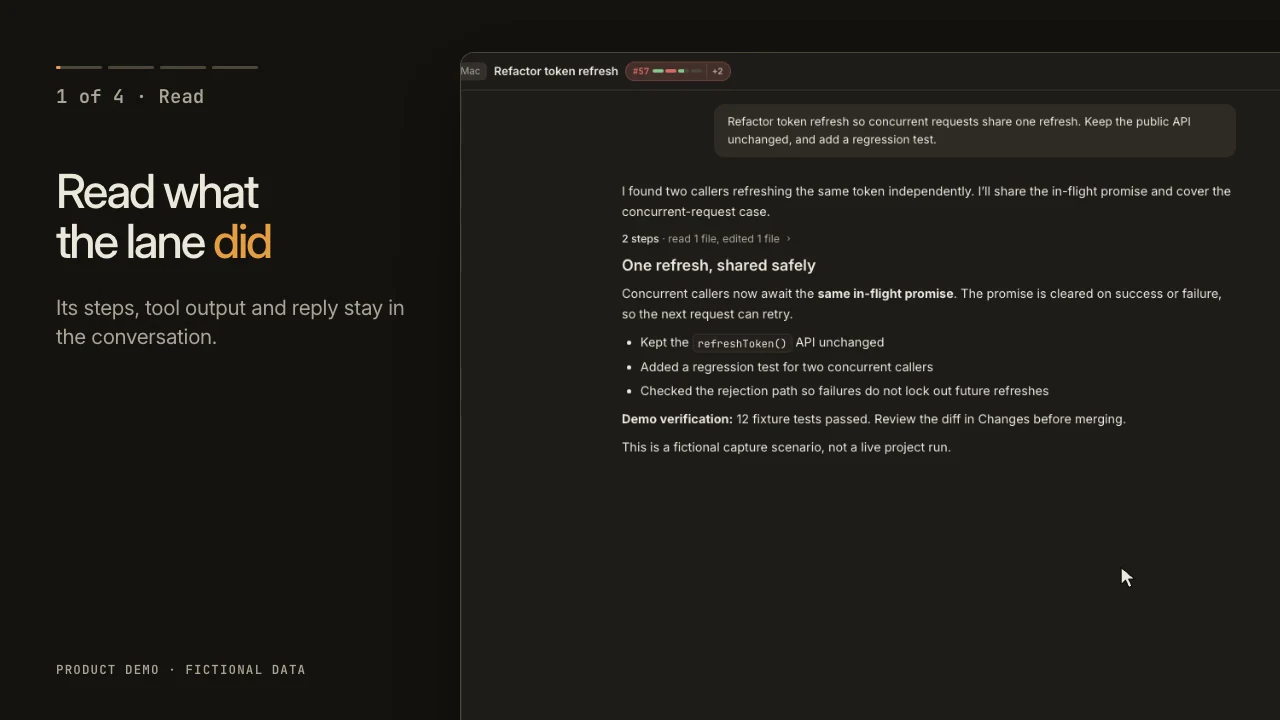 1 of 4 · Read
Read what
the lane did
Its steps, tool output and reply stay in
the conversation.
PRODUCT DEMO · FICTIONAL DATA
Mac
Refactor token refresh
#57
+2
Refactor token refresh so concurrent requests share one refresh. Keep the public API
unchanged, and add a regression test.
I found two callers refreshing the same token independently. I’ll share the in-flight promise and cover the
concurrent-request case.
2 steps · read 1 file, edited 1 file ›
One refresh, shared safely
Concurrent callers now await the same in-flight promise. The promise is cleared on success or failure,
so the next request can retry.
• Kept the refreshToken() API unchanged
• Added a regression test for two concurrent callers
• Checked the rejection path so failures do not lock out future refreshes
Demo verification: 12 fixture tests passed. Review the diff in Changes before merging.
This is a fictional capture scenario, not a live project run.